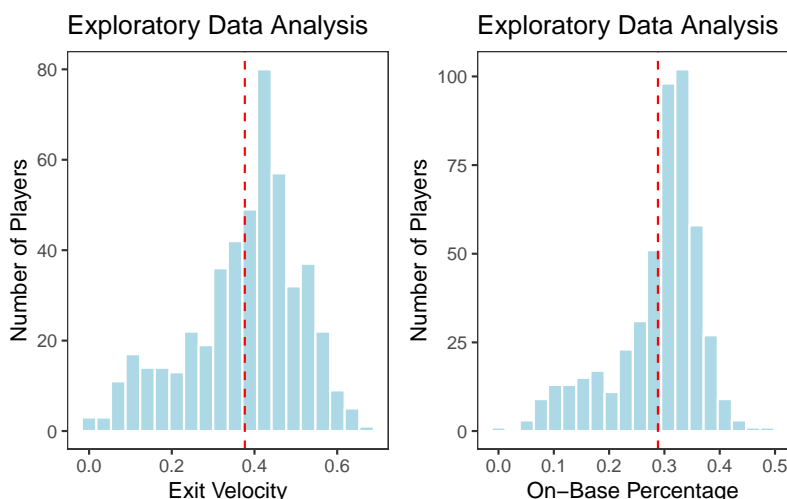 Exploratory Data Analysis
Number of Players
80
60
40
20
0
0.0 0.2 0.4 0.6
Exit Velocity
Exploratory Data Analysis
Number of Players
100
75
50
25
0
0.0 0.1 0.2 0.3 0.4 0.5
On−Base Percentage